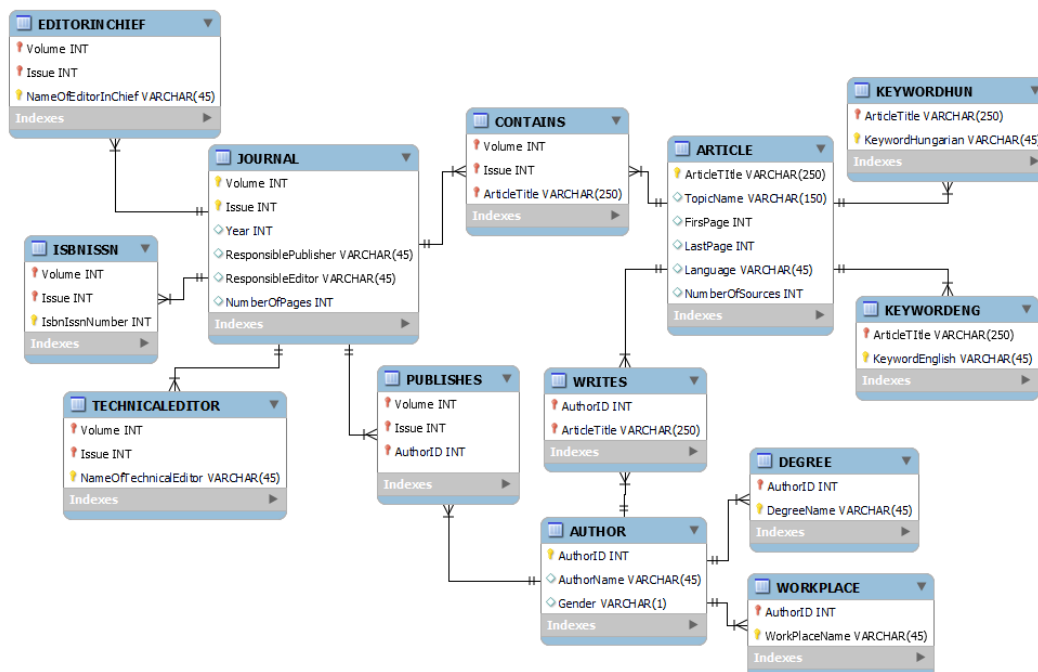 EDITORINCHIEF
Volume INT
Issue INT
NameOfEditorInChief VARCHAR(45)
Indexes
JOURNAL
Volume INT
Issue INT
Year INT
ResponsiblePublisher VARCHAR(45)
ResponsibleEditor VARCHAR(45)
NumberOfPages INT
Indexes
CONTAINS
Volume INT
Issue INT
ArticleTitle VARCHAR(250)
Indexes
ARTICLE
ArticleTItle VARCHAR(250)
TopicName VARCHAR(150)
FirsPage INT
LastPage INT
Language VARCHAR(45)
NumberOfSources INT
Indexes
KEYWORDHUN
ArticleTitle VARCHAR(250)
KeywordHungarian VARCHAR(45)
Indexes
ISBNISSN
Volume INT
Issue INT
IsbnIssnNumber INT
Indexes
KEYWORDENG
ArticleTItle VARCHAR(250)
KeywordEnglish VARCHAR(45)
Indexes
TECHNICALEDITOR
Volume INT
Issue INT
NameOfTechnicalEditor VARCHAR(45)
Indexes
PUBLISHES
Volume INT
Issue INT
AuthorID INT
Indexes
WRITES
AuthorID INT
ArticleTitle VARCHAR(250)
Indexes
DEGREE
AuthorID INT
DegreeName VARCHAR(45)
Indexes
AUTHOR
AuthorID INT
AuthorName VARCHAR(45)
Gender VARCHAR(1)
Indexes
WORKPLACE
AuthorID INT
WorkPlaceName VARCHAR(45)
Indexes